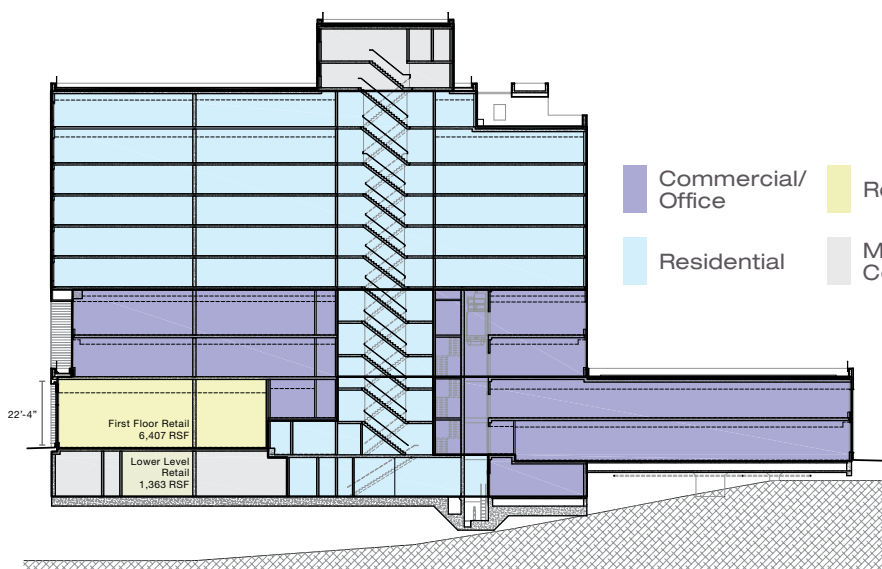 Commercial/
Office
Residential
22'-4"
First Floor Retail
6,407 RSF
Lower Level
Retail
1,363 RSF